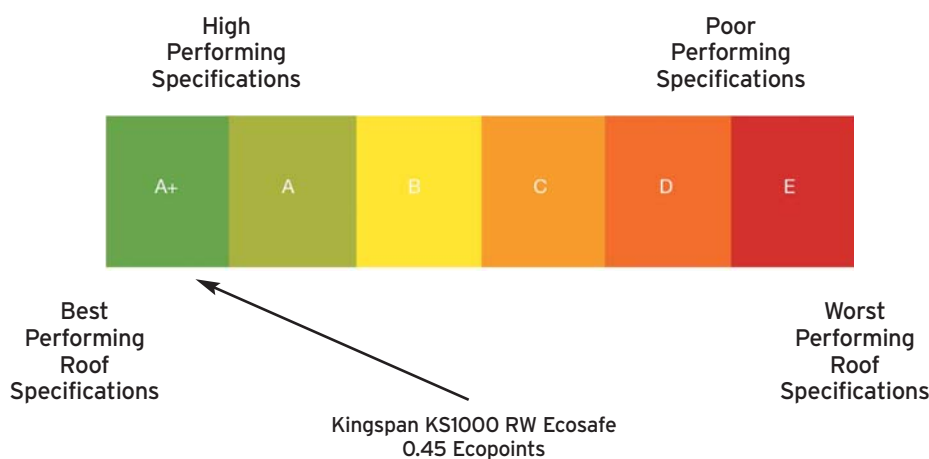 High
Performing
Specifications
Poor
Performing
Specifications
A+
A
B
C
D
E
Best
Performing
Roof
Specifications
Worst
Performing
Roof
Specifications
Kingspan KS1000 RW Ecosafe
0.45 Ecopoints